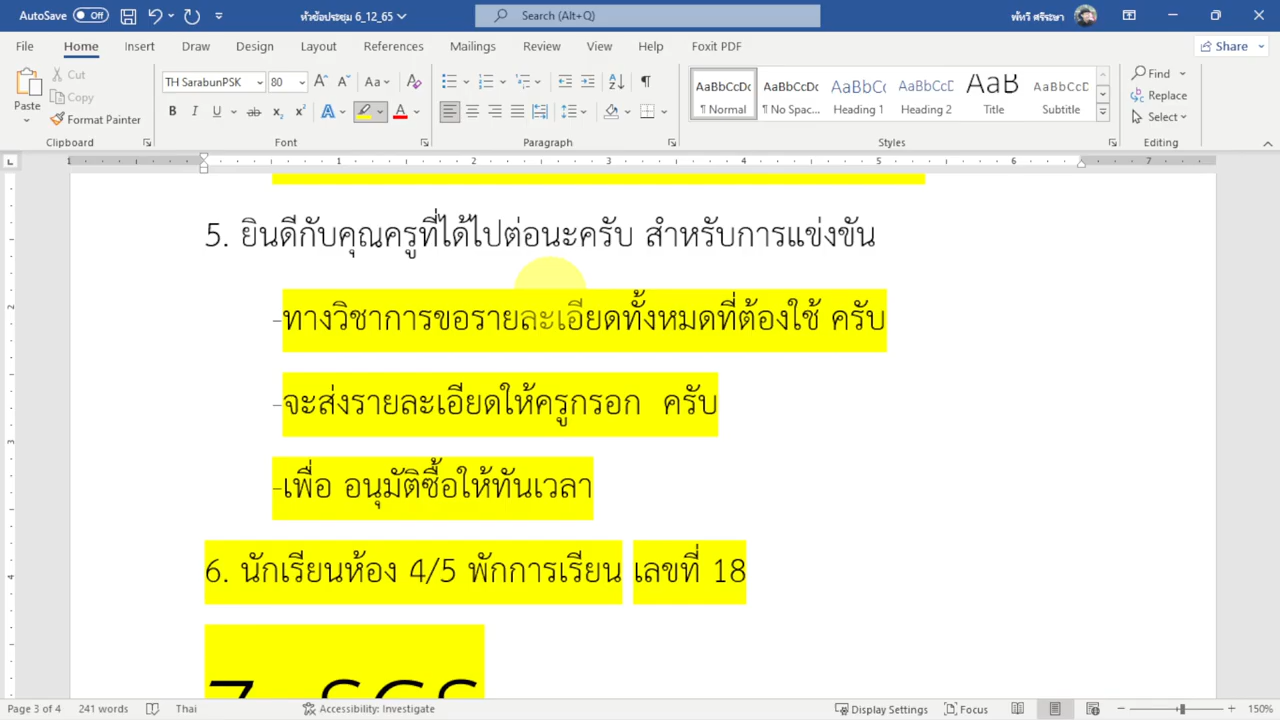 AutoSave Off หัวข้อประชุม 6_12_65 Search (Alt+Q) พัทวี ศรีระษา
File Home Insert Draw Design Layout References Mailings Review View Help Foxit PDF Share
Paste Cut Copy Format Painter Clipboard
TH SarabunPSK 80 Font
Paragraph
AaBbCcDc ¶ Normal AaBbCcDc ¶ No Spac... AaBbCc Heading 1 AaBbCcD Heading 2 AaB Title AaBbCcD Subtitle Styles
Find Replace Select Editing
5. ยินดีกับคุณครูที่ได้ไปต่อนะครับ สำหรับการแข่งขัน
-ทางวิชาการขอรายละเอียดทั้งหมดที่ต้องใช้ ครับ
-จะส่งรายละเอียดให้ครูกรอก ครับ
-เพื่อ อนุมัติซื้อให้ทันเวลา
6. นักเรียนห้อง 4/5 พักการเรียน เลขที่ 18
7. SGS
Page 3 of 4 241 words Thai Accessibility: Investigate Display Settings Focus 150%